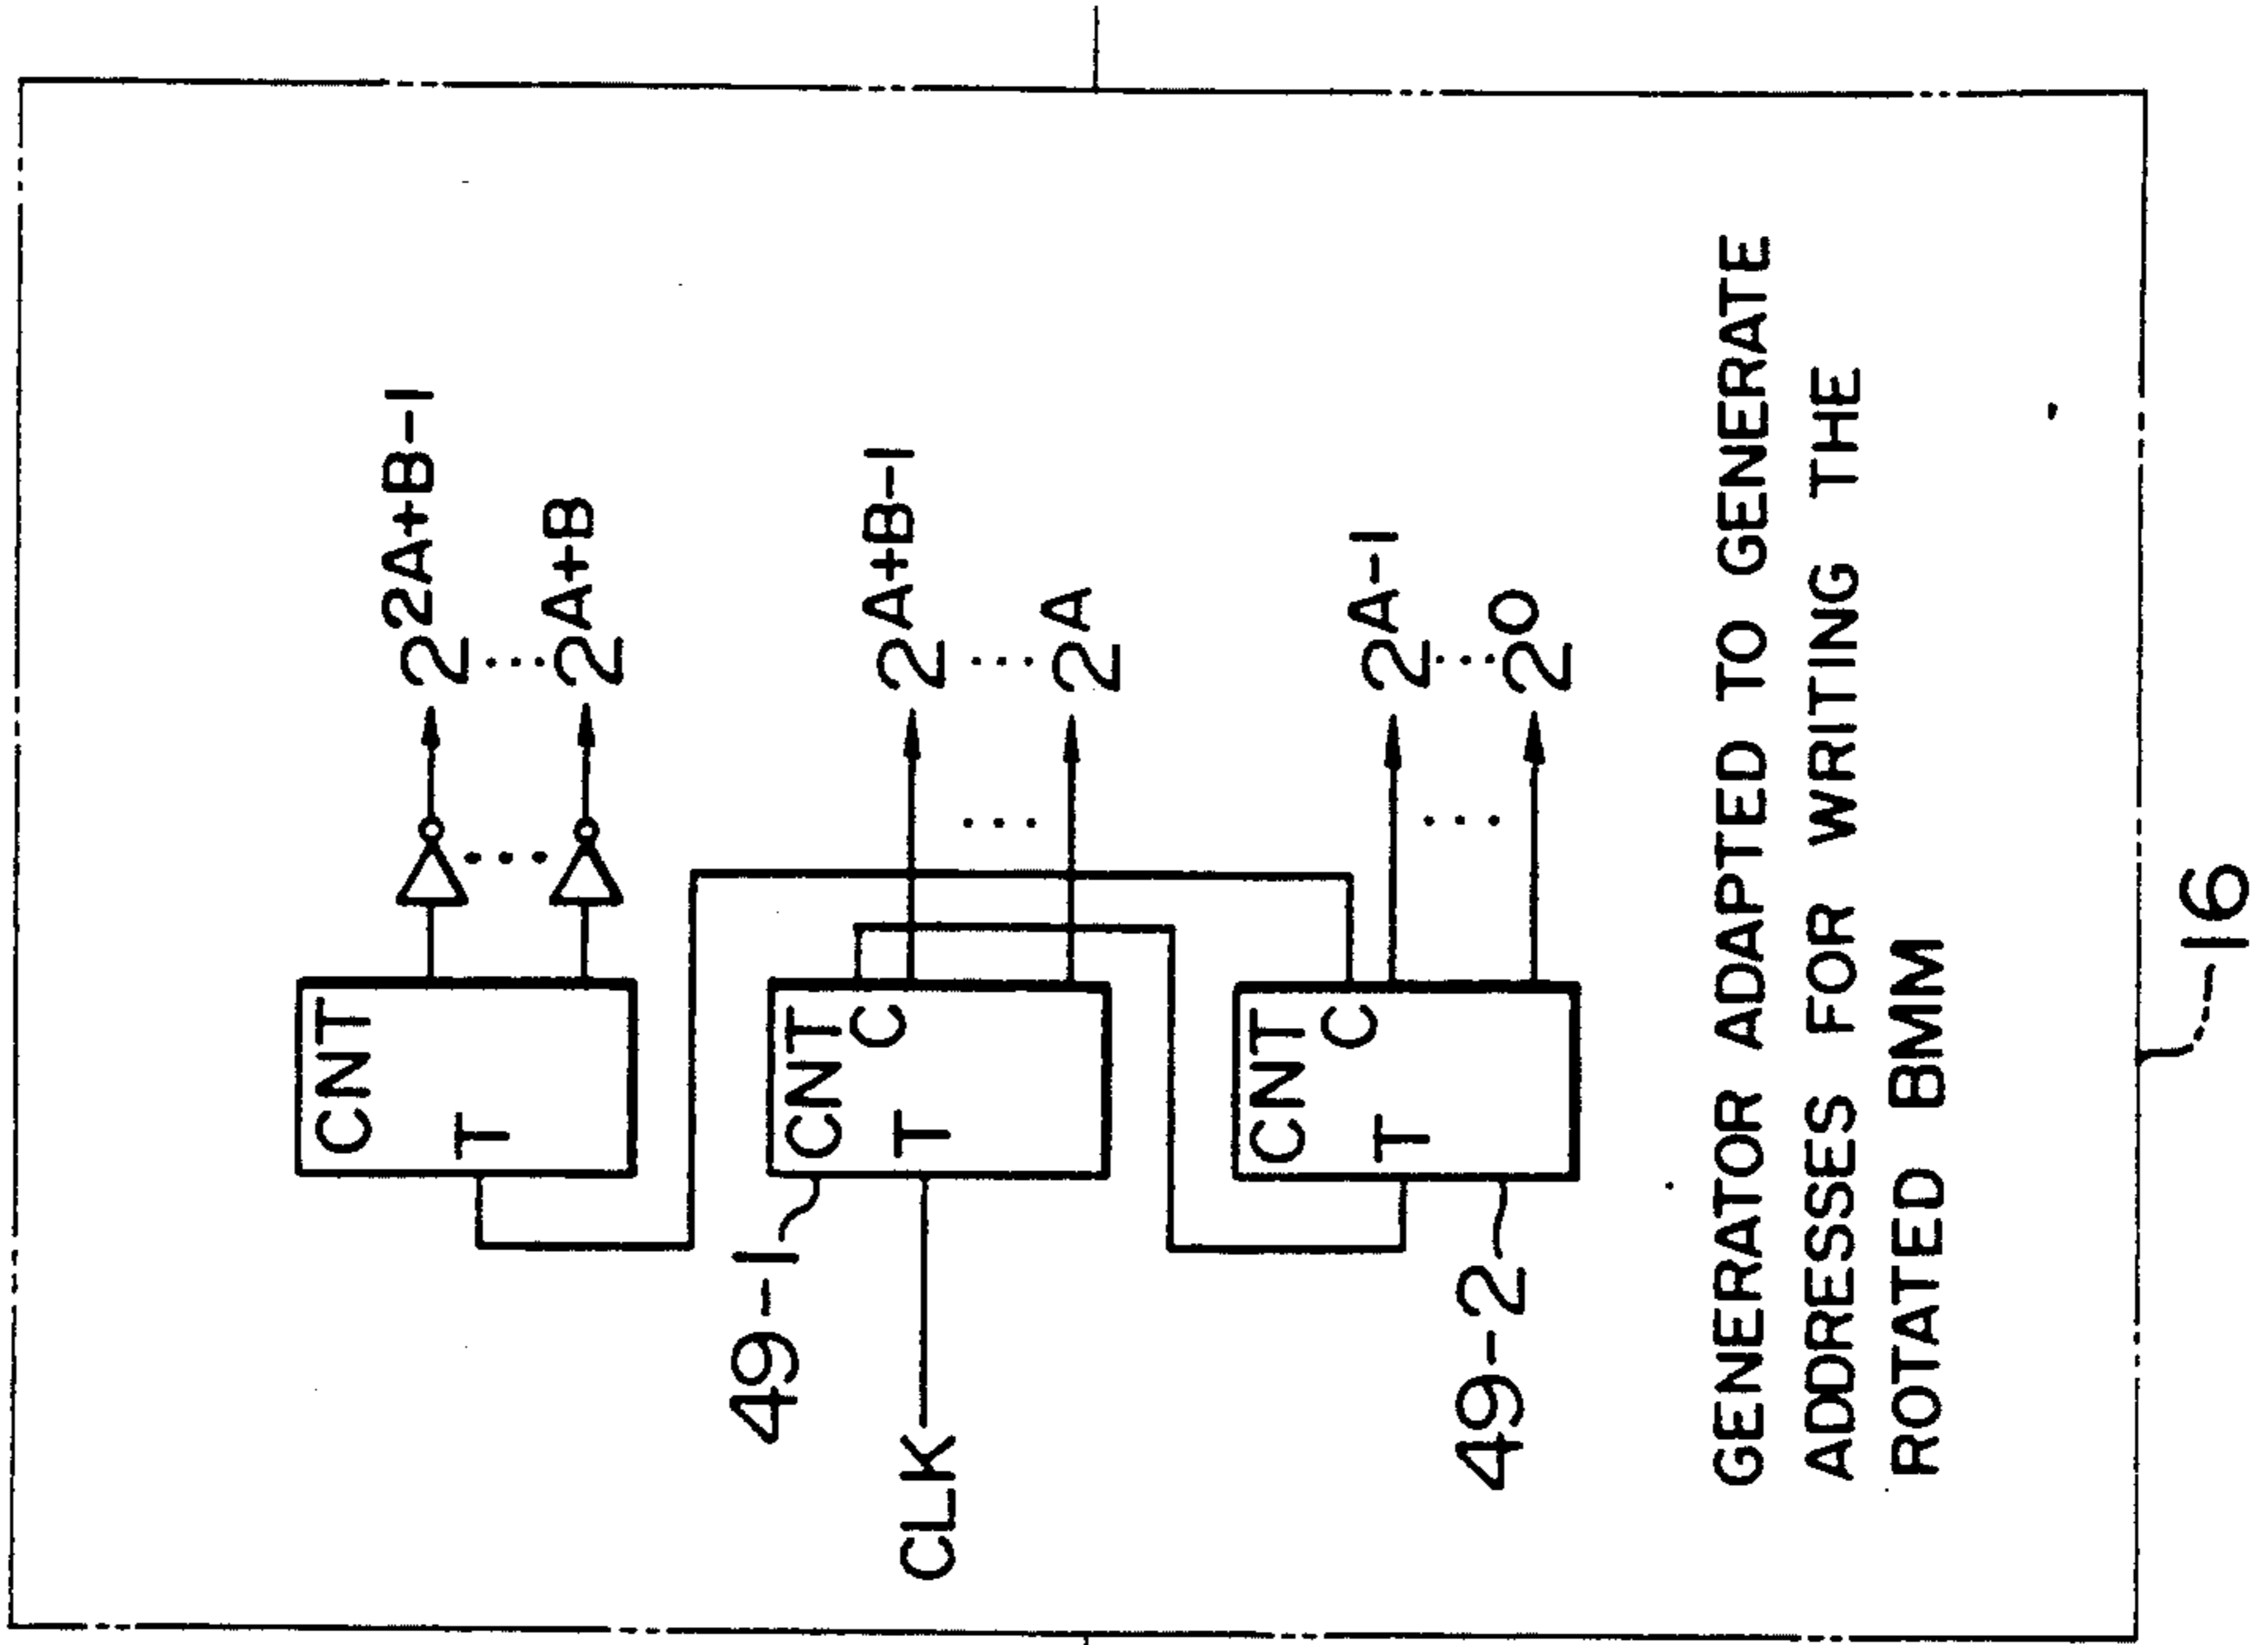 CNT
T
2^2A+B-1
2^A+B
49-1
CNT
C
T
CLK
2^A+B-1
2^A
49-2
CNT
C
T
2^A-1
2^0
GENERATOR ADAPTED TO GENERATE
ADDRESSES FOR WRITING THE
ROTATED BMM
16